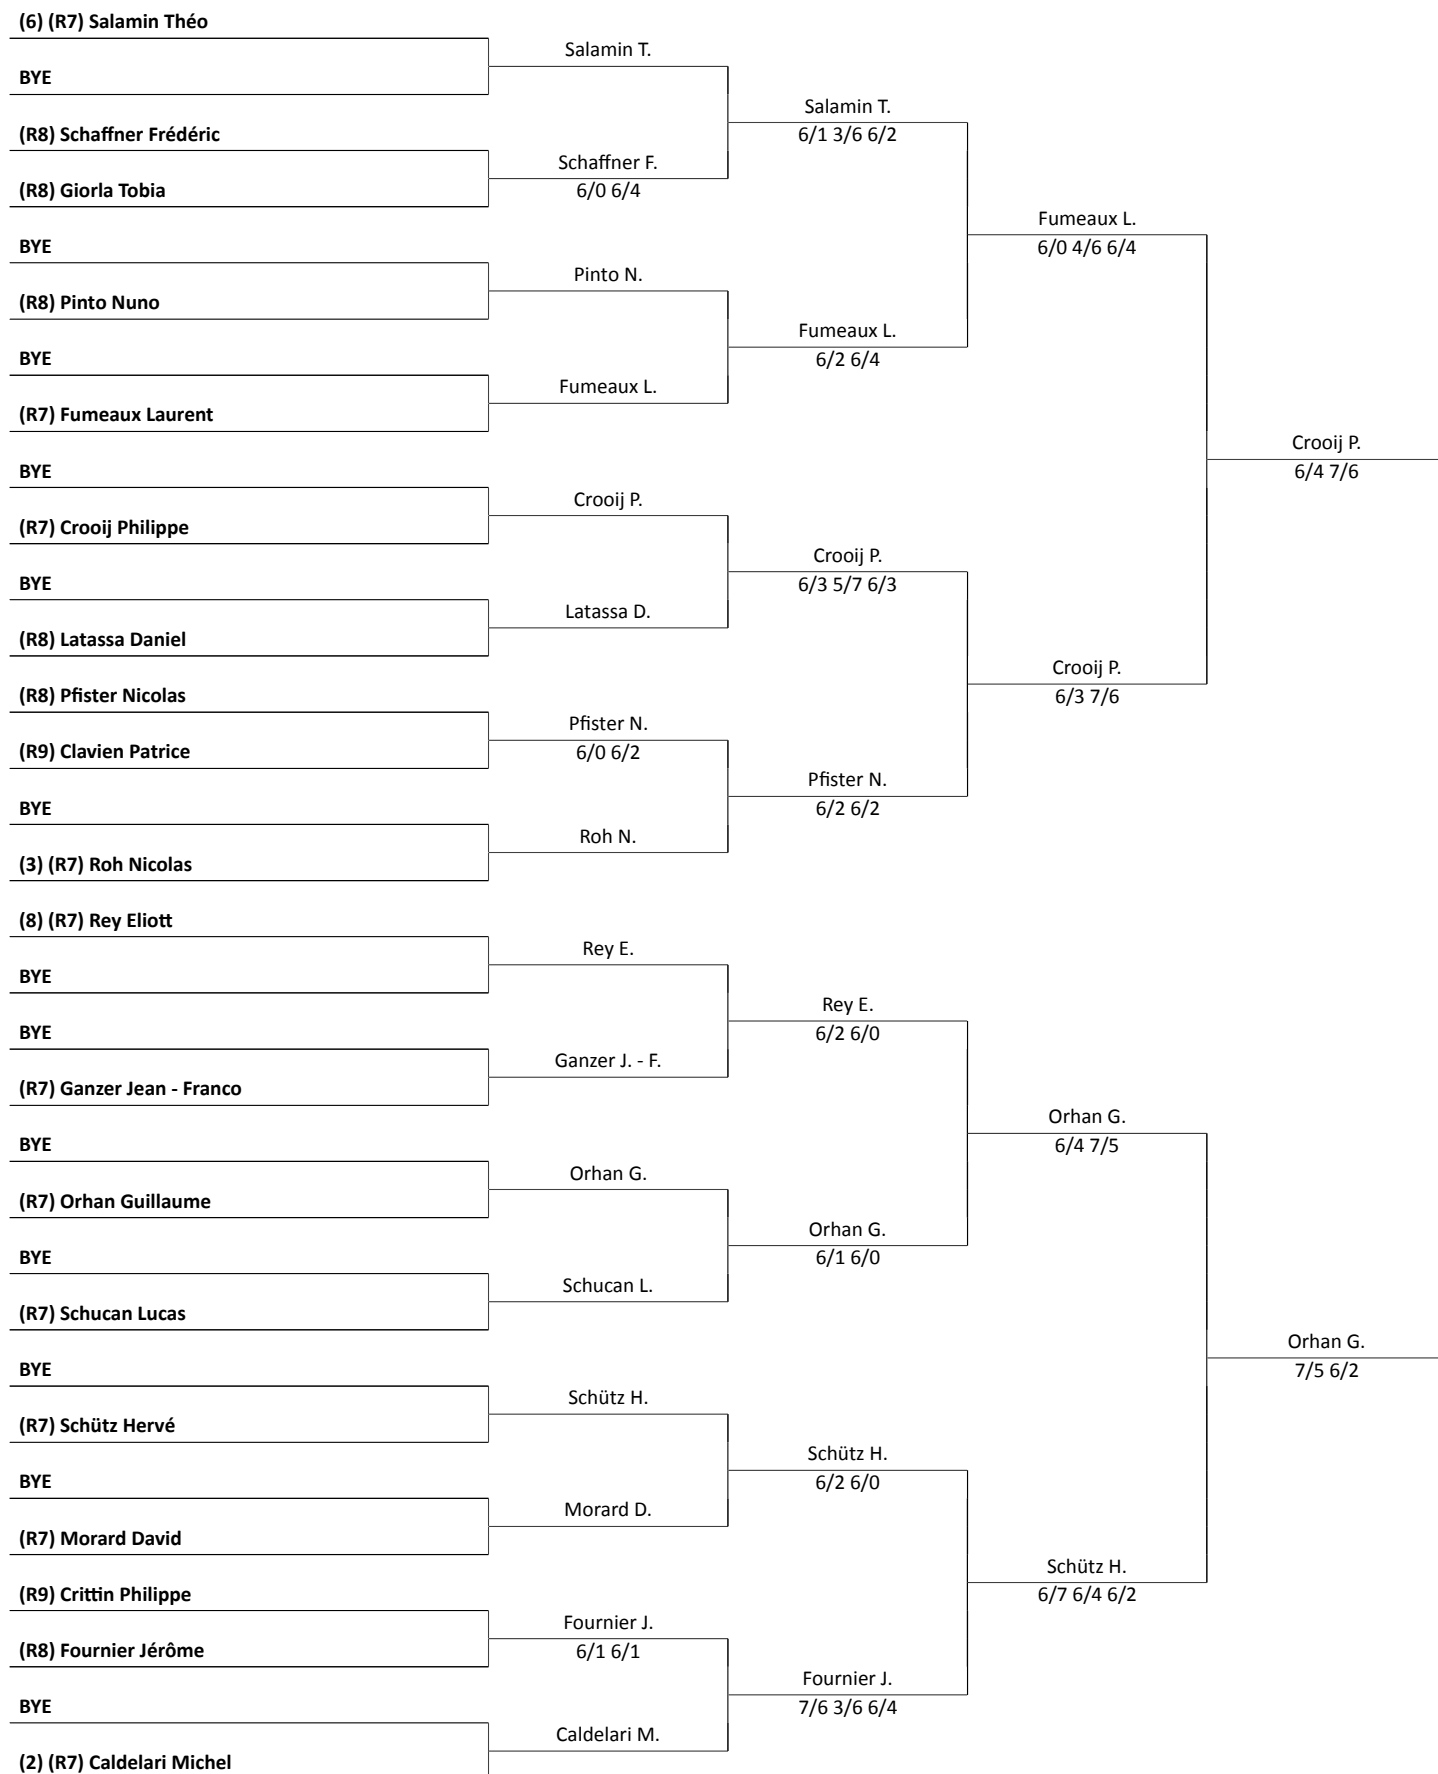 (6) (R7) Salamin Théo
BYE
(R8) Schaffner Frédéric
(R8) Giorla Tobia
BYE
(R8) Pinto Nuno
BYE
(R7) Fumeaux Laurent
BYE
(R7) Crooij Philippe
BYE
(R8) Latassa Daniel
(R8) Pfister Nicolas
(R9) Clavien Patrice
BYE
(3) (R7) Roh Nicolas
(8) (R7) Rey Eliott
BYE
BYE
(R7) Ganzer Jean - Franco
BYE
(R7) Orhan Guillaume
BYE
(R7) Schucan Lucas
BYE
(R7) Schütz Hervé
BYE
(R7) Morard David
(R9) Crittin Philippe
(R8) Fournier Jérôme
BYE
(2) (R7) Caldelari Michel
Salamin T.
Schaffner F.
6/0 6/4
Pinto N.
Fumeaux L.
Crooij P.
Latassa D.
Pfister N.
6/0 6/2
Roh N.
Rey E.
Ganzer J. - F.
Orhan G.
Schucan L.
Schütz H.
Morard D.
Fournier J.
6/1 6/1
Caldelari M.
Salamin T.
6/1 3/6 6/2
Fumeaux L.
6/2 6/4
Crooij P.
6/3 5/7 6/3
Pfister N.
6/2 6/2
Rey E.
6/2 6/0
Orhan G.
6/1 6/0
Schütz H.
6/2 6/0
Fournier J.
7/6 3/6 6/4
Fumeaux L.
6/0 4/6 6/4
Crooij P.
6/3 7/6
Orhan G.
6/4 7/5
Schütz H.
6/7 6/4 6/2
Crooij P.
6/4 7/6
Orhan G.
7/5 6/2